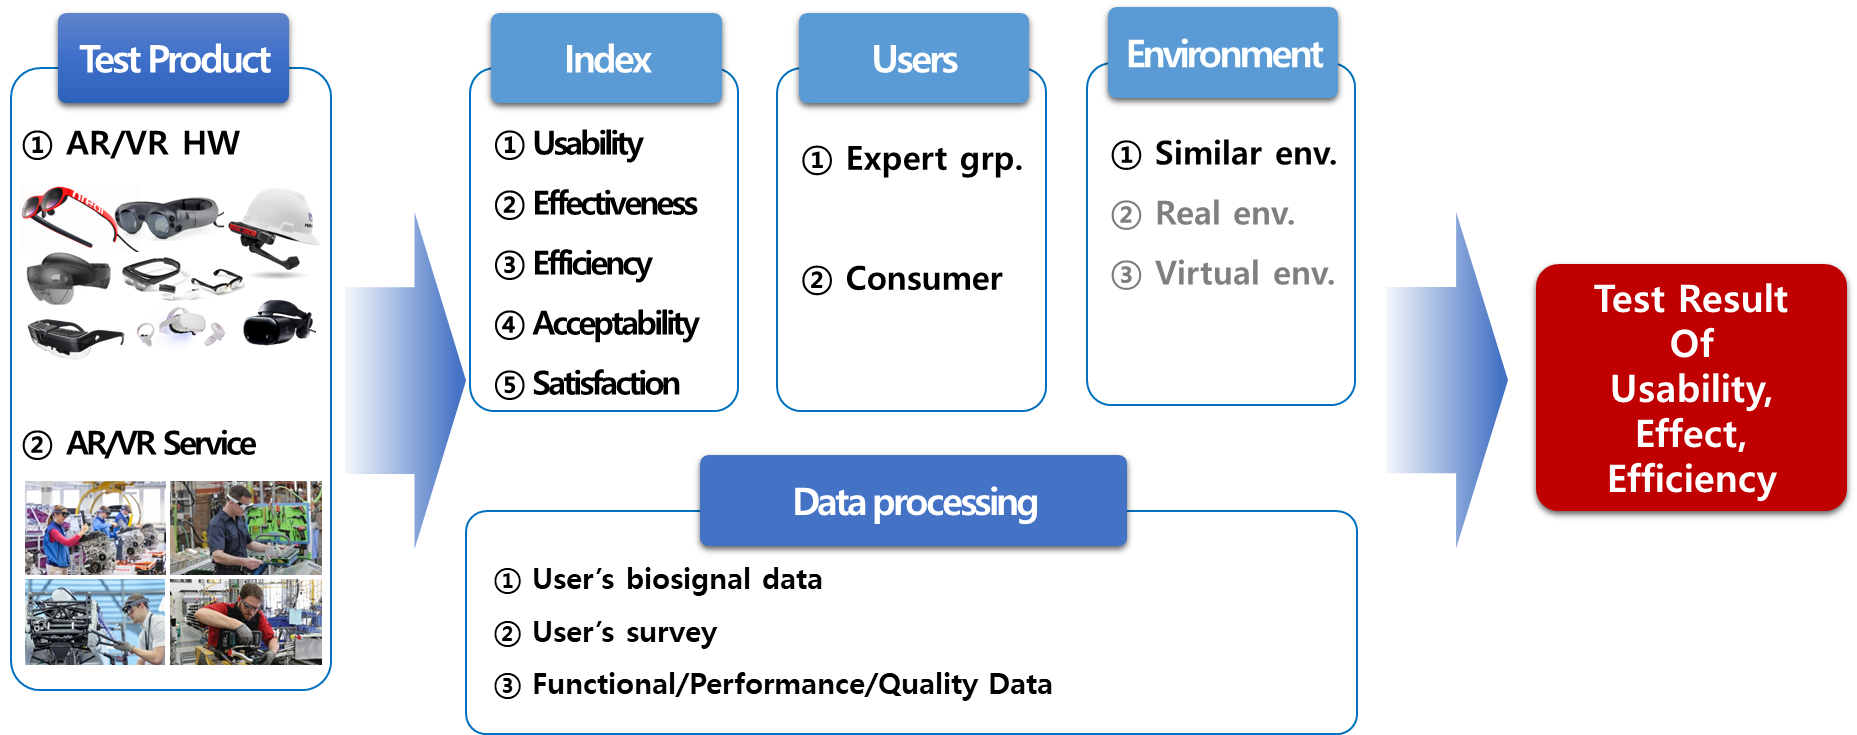 Test Product
① AR/VR HW
nreal
② AR/VR Service
Index
① Usability
② Effectiveness
③ Efficiency
④ Acceptability
⑤ Satisfaction
Users
① Expert grp.
② Consumer
Environment
① Similar env.
② Real env.
③ Virtual env.
Data processing
① User’s biosignal data
② User’s survey
③ Functional/Performance/Quality Data
Test Result
Of
Usability,
Effect,
Efficiency